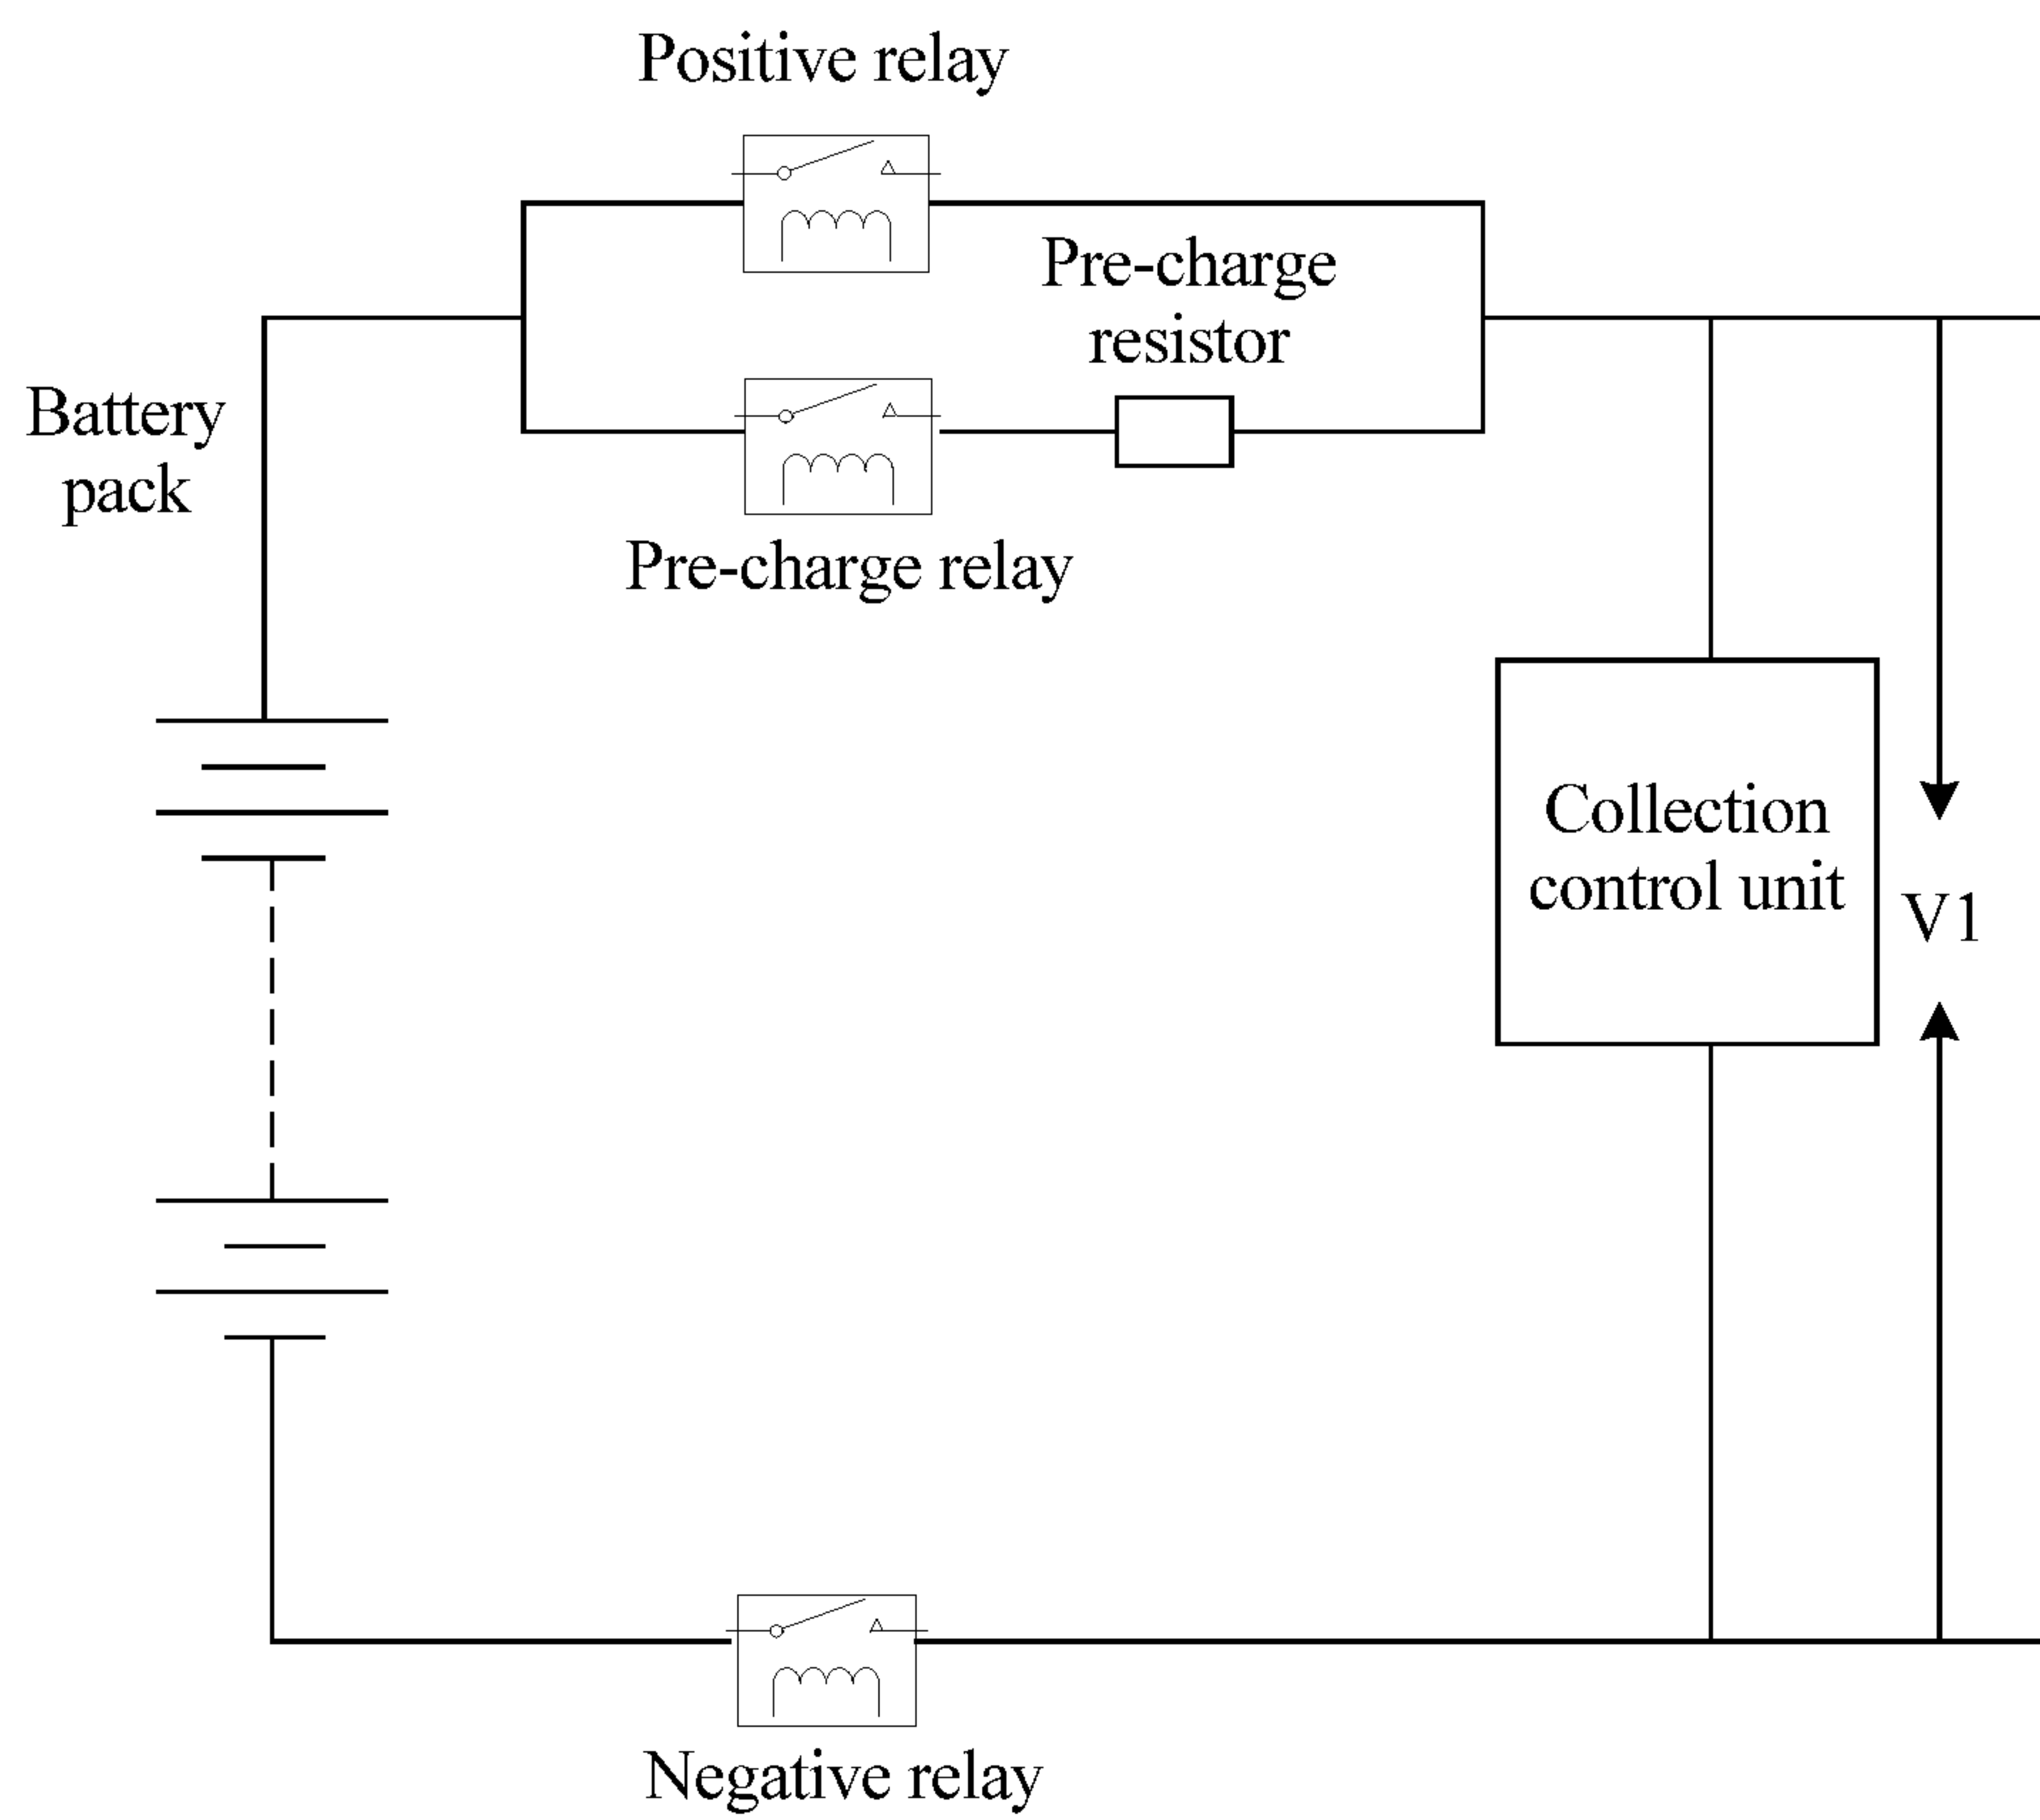 Positive relay
Pre-charge
resistor
Battery
pack
Pre-charge relay
Collection
control unit
V1
Negative relay